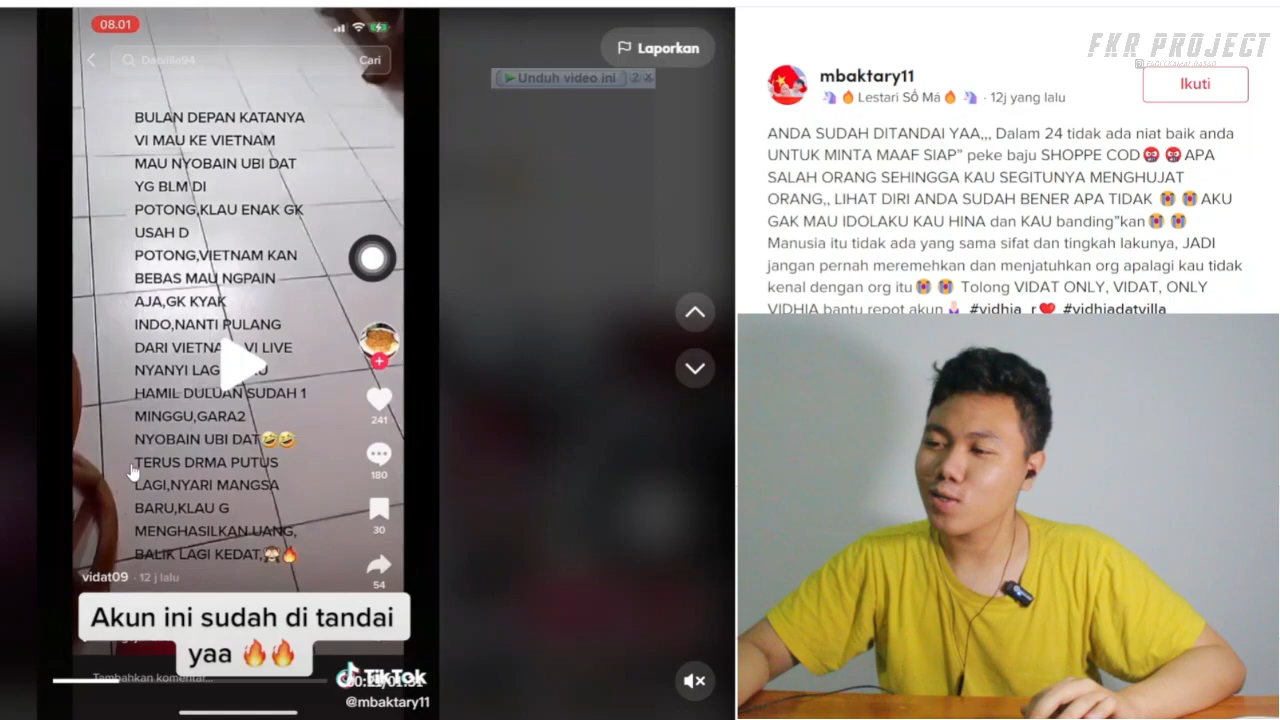 08.01
Datvilla94
Cari
BULAN DEPAN KATANYA
VI MAU KE VIETNAM
MAU NYOBAIN UBI DAT
YG BLM DI
POTONG,KLAU ENAK GK
USAH D
POTONG,VIETNAM KAN
BEBAS MAU NGPAIN
AJA,GK KYAK
INDO,NANTI PULANG
DARI VIETNAM VI LIVE
NYANYI
HAMIL DULUAN SUDAH 1
MINGGU,GARA2
NYOBAIN UBI DAT🤣🤣
TERUS DRMA PUTUS
LAGI,NYARI MANGSA
BARU,KLAU G
MENGHASILKAN UANG,
BALIK LAGI KEDAT,🙈🔥
241
180
30
54
vidat09 · 12 j lalu
Akun ini sudah di tandai
yaa 🔥🔥
Tambahkan komentar...
TikTok
@mbaktary11
Laporkan
Unduh video ini
FKR PROJECT
mbaktary11
🦄🔥Lestari Số Má🔥 🦄 · 12j yang lalu
Ikuti
ANDA SUDAH DITANDAI YAA,,, Dalam 24 tidak ada niat baik anda
UNTUK MINTA MAAF SIAP” peke baju SHOPPE COD👹 👹APA
SALAH ORANG SEHINGGA KAU SEGITUNYA MENGHUJAT
ORANG,, LIHAT DIRI ANDA SUDAH BENER APA TIDAK 😭 😭AKU
GAK MAU IDOLAKU KAU HINA dan KAU banding”kan😭 😭
Manusia itu tidak ada yang sama sifat dan tingkah lakunya, JADI
jangan pernah meremehkan dan menjatuhkan org apalagi kau tidak
kenal dengan org itu😭 😭 Tolong VIDAT ONLY, VIDAT, ONLY
VIDHIA bantu repot akun🙏🏻 #vidhia_r❤️ #vidhiadatvilla